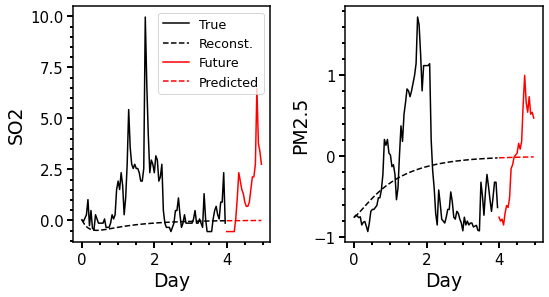 10.0
7.5
5.0
2.5
0.0
SO2
0
2
4
Day
True
Reconst.
Future
Predicted
1
0
−1
PM2.5
0
2
4
Day